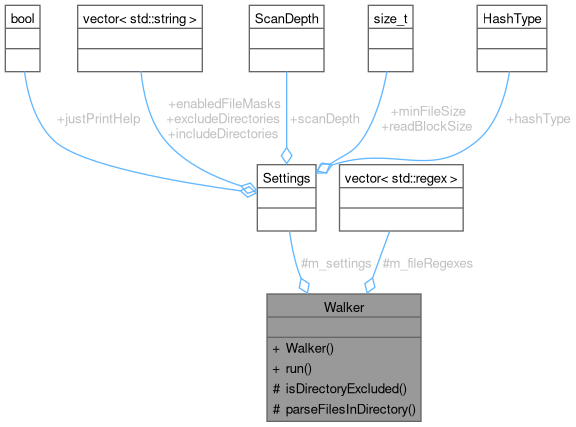 bool
vector< std::string >
ScanDepth
size_t
HashType
+justPrintHelp
+enabledFileMasks
+excludeDirectories
+includeDirectories
+scanDepth
+minFileSize
+readBlockSize
+hashType
Settings
vector< std::regex >
#m_settings
#m_fileRegexes
Walker
+ Walker()
+ run()
# isDirectoryExcluded()
# parseFilesInDirectory()